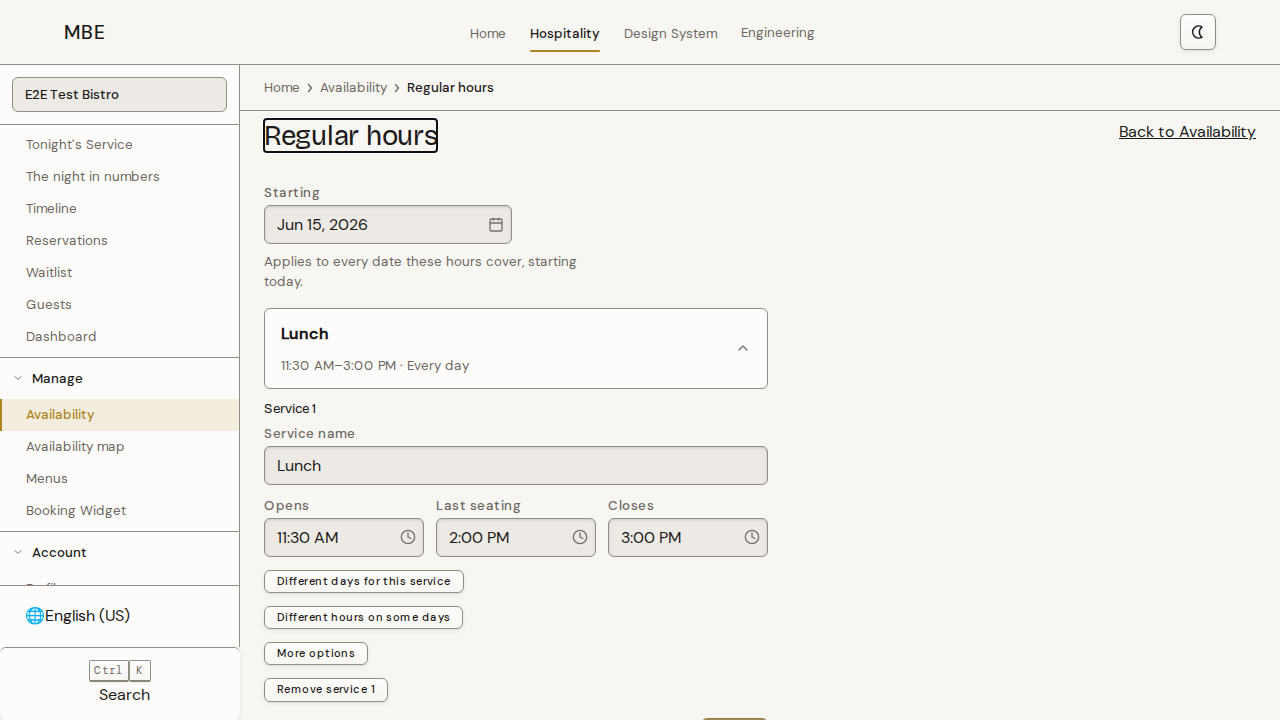 MBE
Home
Hospitality
Design System
Engineering
E2E Test Bistro
Tonight's Service
The night in numbers
Timeline
Reservations
Waitlist
Guests
Dashboard
Manage
Availability
Availability map
Menus
Booking Widget
Account
English (US)
Ctrl K
Search
Home > Availability > Regular hours
Regular hours
Back to Availability
Starting
Jun 15, 2026
Applies to every date these hours cover, starting
today.
Lunch
11:30 AM–3:00 PM · Every day
Service 1
Service name
Lunch
Opens
Last seating
Closes
11:30 AM
2:00 PM
3:00 PM
Different days for this service
Different hours on some days
More options
Remove service 1